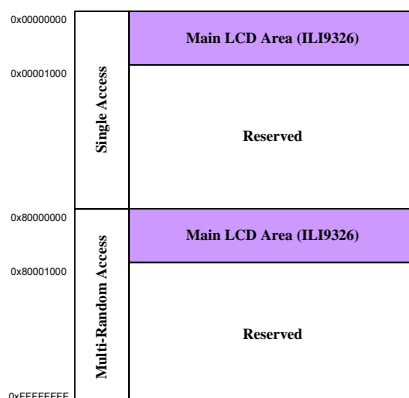 0x00000000
Main LCD Area (ILI9326)
0x00001000
Single Access
Reserved
0x80000000
Main LCD Area (ILI9326)
0x80001000
Multi-Random Access
Reserved
0xFFFFFFFF